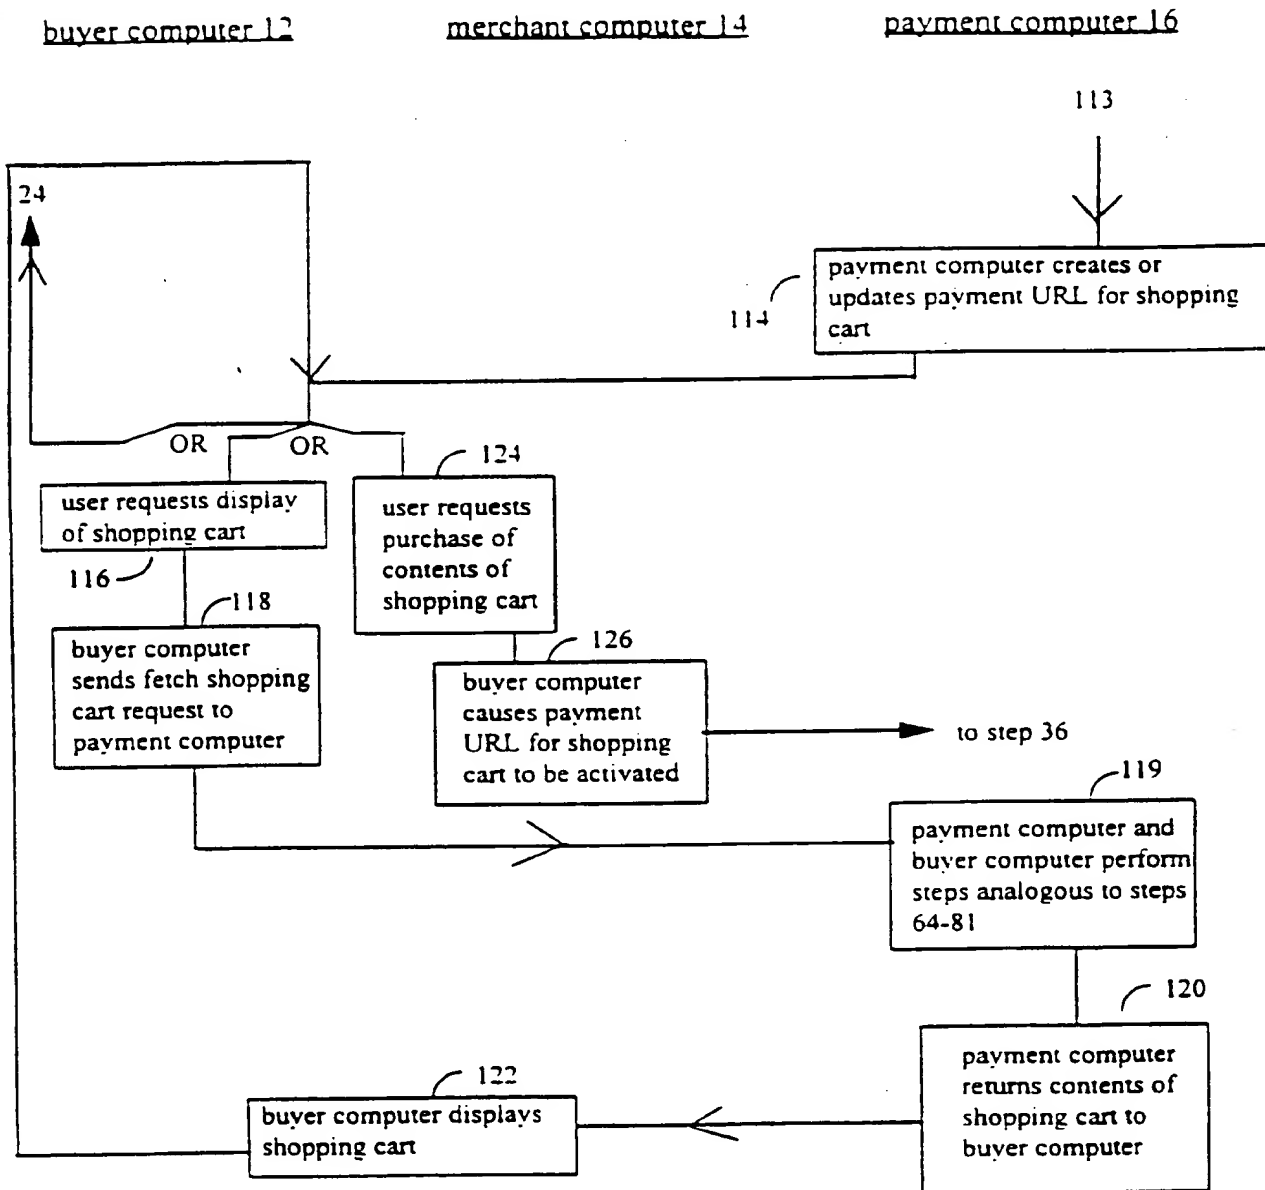 buyer computer 12
merchant computer 14
payment computer 16
113
24
payment computer creates or
updates payment URL for shopping
cart
114
OR
OR
124
user requests display
of shopping cart
116
user requests
purchase of
contents of
shopping cart
118
buyer computer
sends fetch shopping
cart request to
payment computer
126
buyer computer
causes payment
URL for shopping
cart to be activated
to step 36
119
payment computer and
buyer computer perform
steps analogous to steps
64-81
120
payment computer
returns contents of
shopping cart to
buyer computer
122
buyer computer displays
shopping cart